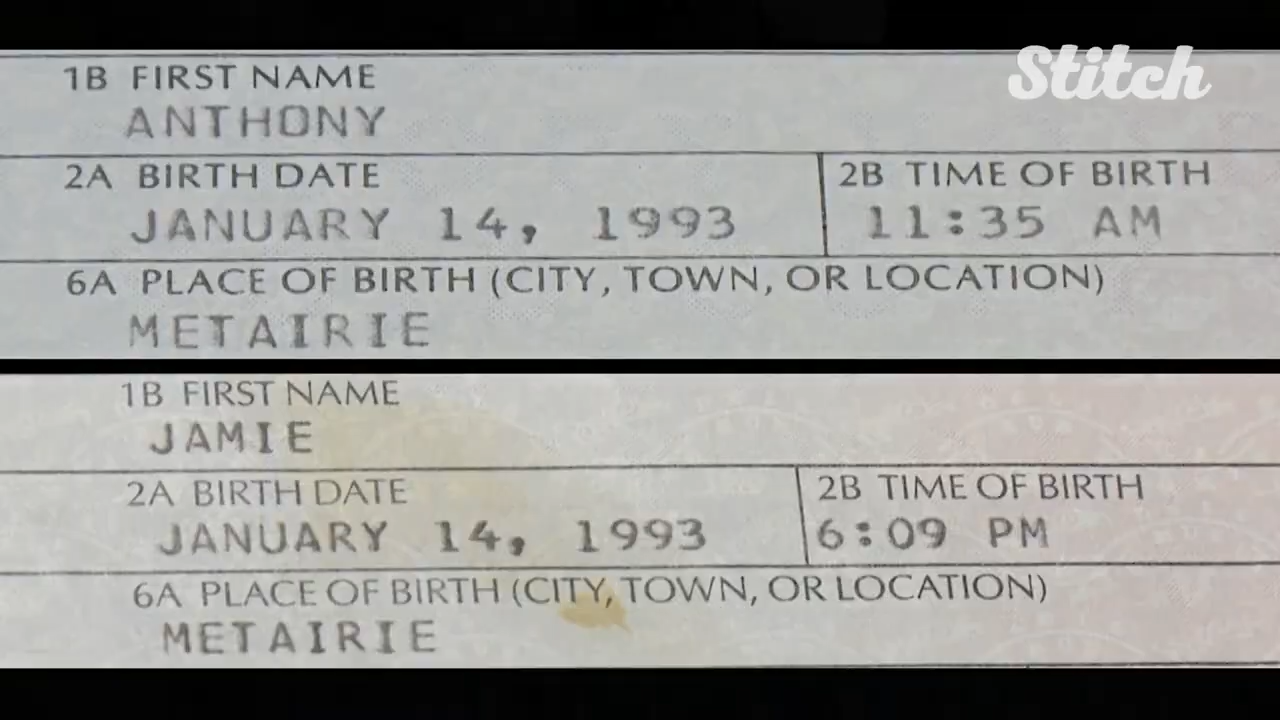 Stitch
1B FIRST NAME
ANTHONY
2A BIRTH DATE
2B TIME OF BIRTH
JANUARY 14, 1993
11:35 AM
6A PLACE OF BIRTH (CITY, TOWN, OR LOCATION)
METAIRIE
1B FIRST NAME
JAMIE
2A BIRTH DATE
2B TIME OF BIRTH
JANUARY 14, 1993
6:09 PM
6A PLACE OF BIRTH (CITY, TOWN, OR LOCATION)
METAIRIE